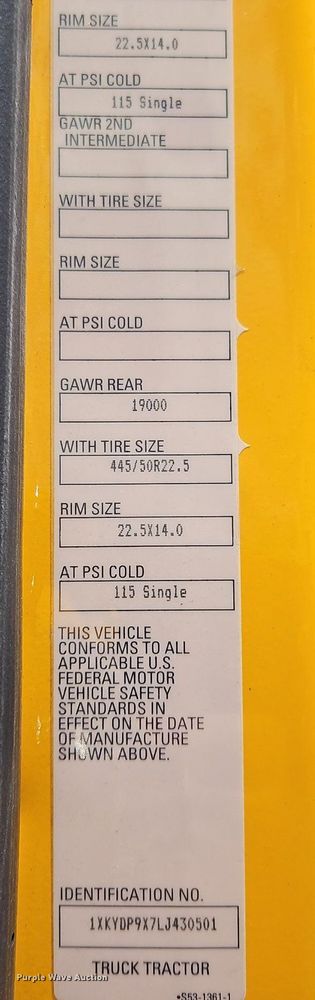 RIM SIZE
22.5X14.0
AT PSI COLD
115 Single
GAWR 2ND
INTERMEDIATE
WITH TIRE SIZE
RIM SIZE
AT PSI COLD
GAWR REAR
19000
WITH TIRE SIZE
445/50R22.5
RIM SIZE
22.5X14.0
AT PSI COLD
115 Single
THIS VEHICLE
CONFORMS TO ALL
APPLICABLE U.S.
FEDERAL MOTOR
VEHICLE SAFETY
STANDARDS IN
EFFECT ON THE DATE
OF MANUFACTURE
SHOWN ABOVE.
IDENTIFICATION NO.
1XKYDP9X7LJ430501
TRUCK TRACTOR
•S53-1361-1
Purple Wave Auction